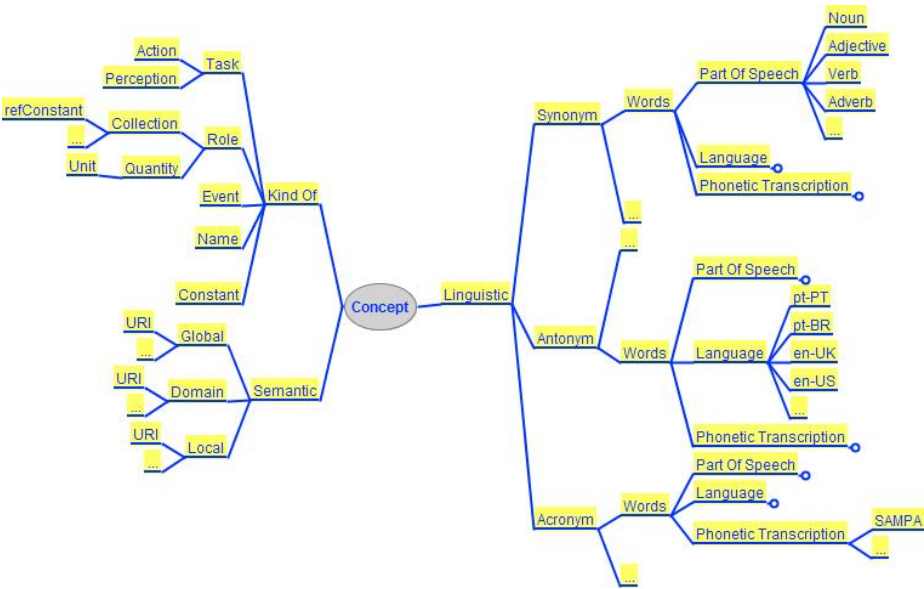 Action
Perception
Task
refConstant
...
Collection
Unit
Quantity
Role
Event
Name
Constant
Kind Of
URI
...
Global
URI
...
Domain
URI
...
Local
Semantic
Concept
Linguistic
Synonym
Words
Part Of Speech
Noun
Adjective
Verb
Adverb
...
Language
Phonetic Transcription
...
Antonym
...
Words
Part Of Speech
Language
pt-PT
pt-BR
en-UK
en-US
...
Phonetic Transcription
Acronym
Words
Part Of Speech
Language
Phonetic Transcription
SAMPA
...
...